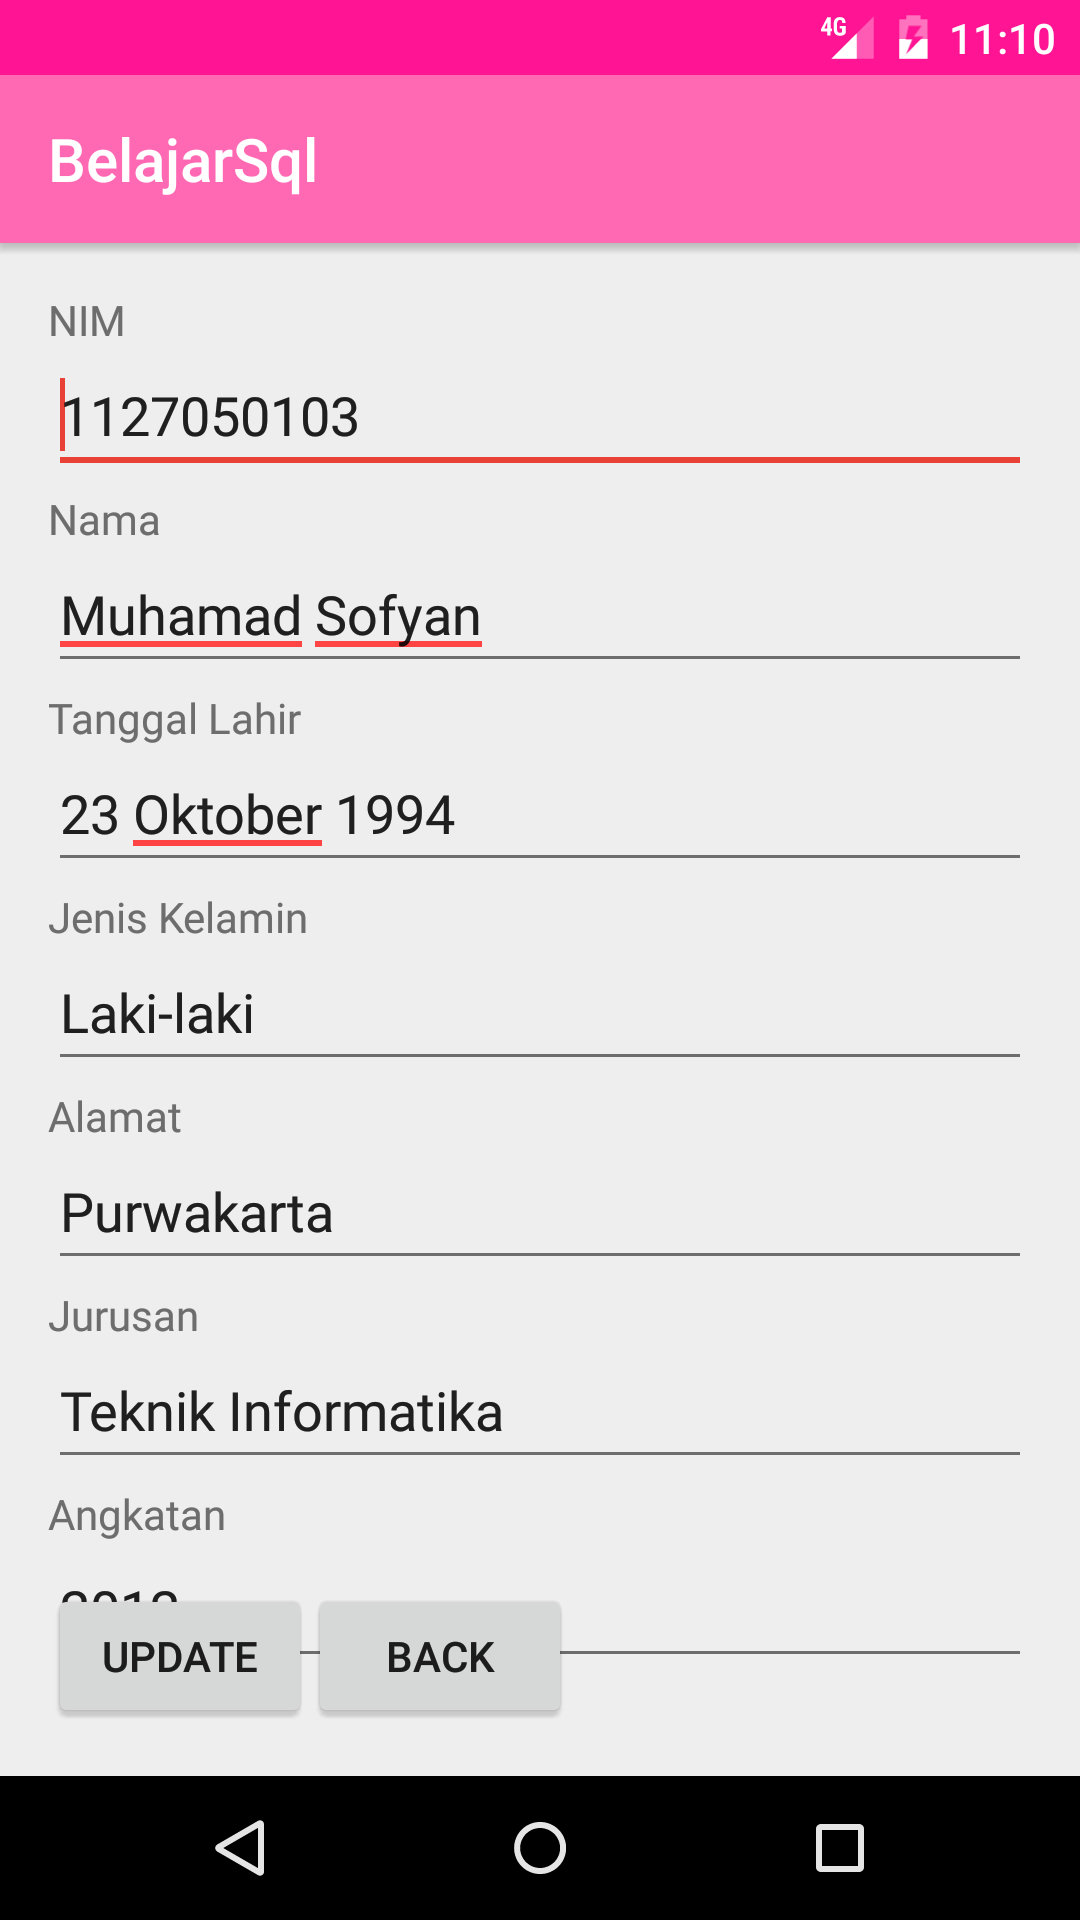 4G 11:10
BelajarSql
NIM
1127050103
Nama
Muhamad Sofyan
Tanggal Lahir
23 Oktober 1994
Jenis Kelamin
Laki-laki
Alamat
Purwakarta
Jurusan
Teknik Informatika
Angkatan
UPDATE BACK